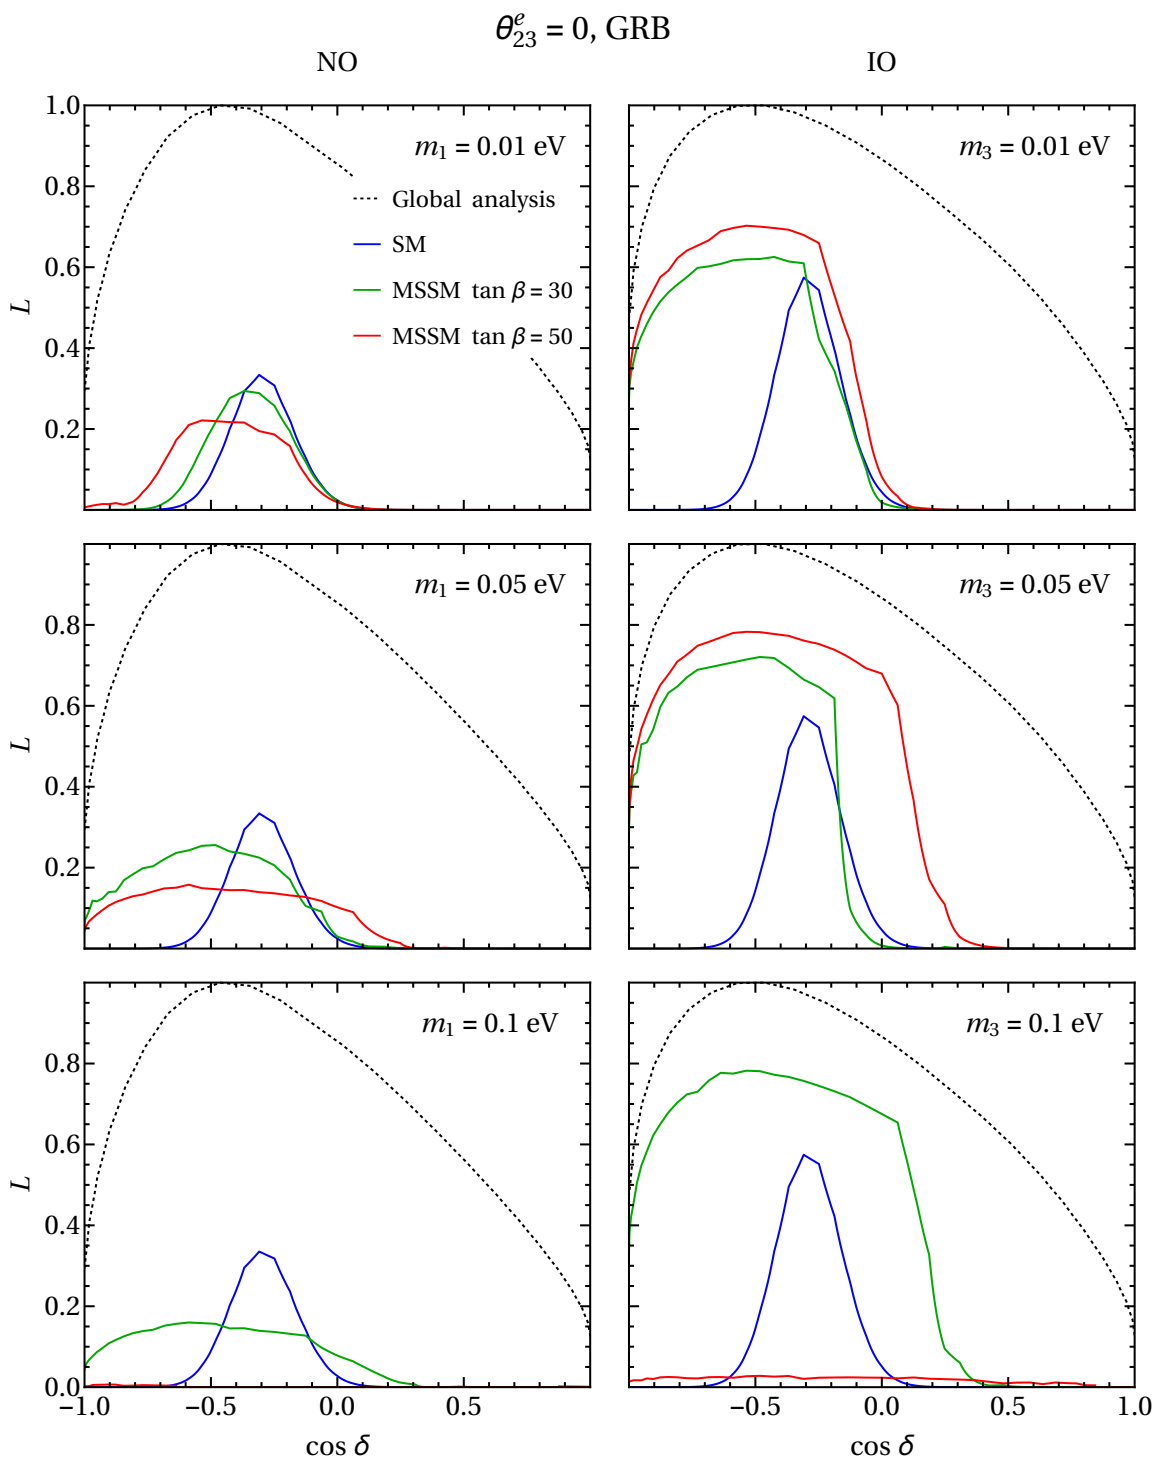 θ₂₃ᵉ = 0, GRB
NO
IO
1.0
0.8
0.6
0.4
0.2
L
m₁ = 0.01 eV
Global analysis
SM
MSSM tan β = 30
MSSM tan β = 50
m₃ = 0.01 eV
0.8
0.6
0.4
0.2
L
m₁ = 0.05 eV
m₃ = 0.05 eV
0.8
0.6
0.4
0.2
0.0
L
m₁ = 0.1 eV
m₃ = 0.1 eV
−1.0 −0.5 0.0 0.5
−0.5 0.0 0.5 1.0
cos δ
cos δ